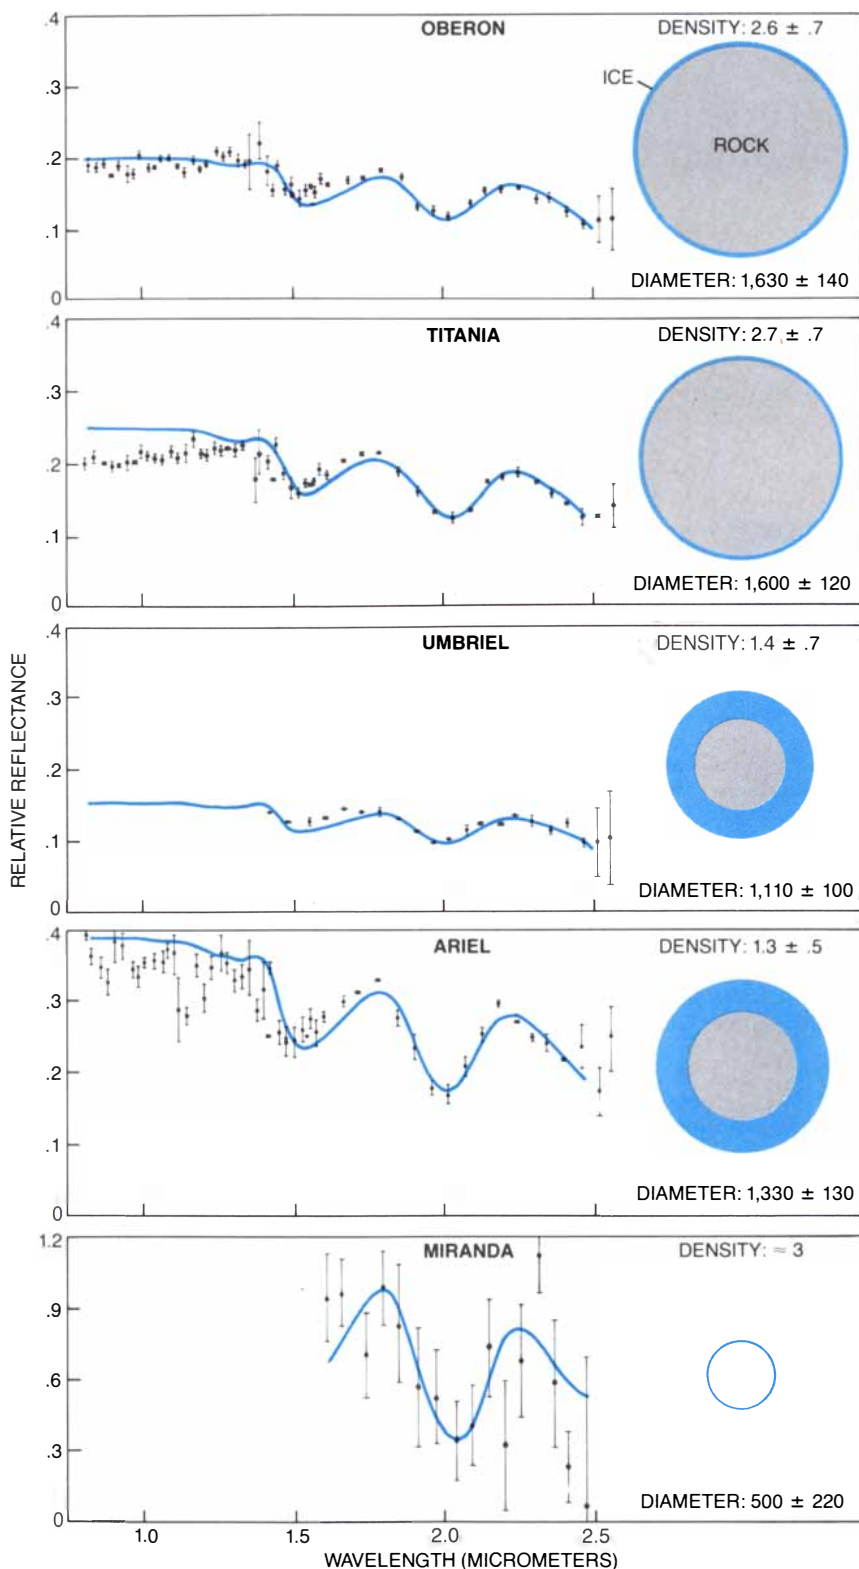 OBERON
DENSITY: 2.6 ± .7
.4
.3
.2
.1
0
ICE
ROCK
DIAMETER: 1,630 ± 140
TITANIA
DENSITY: 2.7 ± .7
.4
.3
.2
.1
0
DIAMETER: 1,600 ± 120
UMBRIEL
DENSITY: 1.4 ± .7
.4
.3
.2
.1
0
DIAMETER: 1,110 ± 100
RELATIVE REFLECTANCE
ARIEL
DENSITY: 1.3 ± .5
.4
.3
.2
.1
0
DIAMETER: 1,330 ± 130
MIRANDA
DENSITY: ≈ 3
1.2
.9
.6
.3
0
DIAMETER: 500 ± 220
1.0 1.5 2.0 2.5
WAVELENGTH (MICROMETERS)